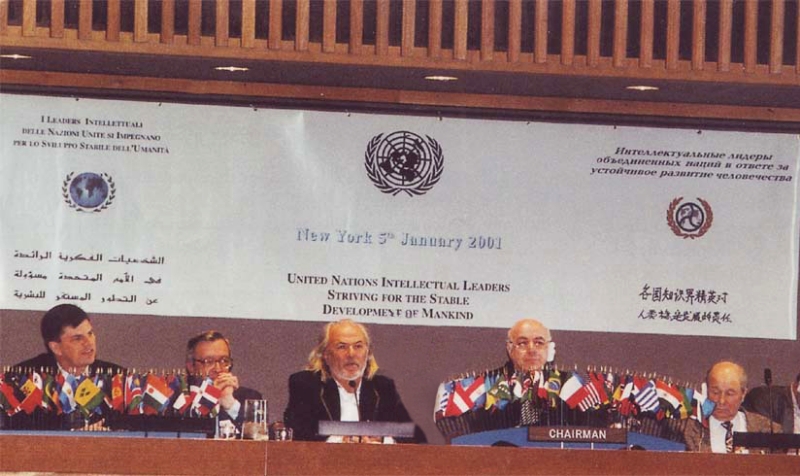 I Leaders Intellettuali
delle Nazioni Unite si Impegnano
per lo Sviluppo Stabile dell'Umanità
الشخصيات الفكرية الرائدة
في الأمم المتحدة مسؤولة
عن التطور المستقر للبشرية
New York 5th January 2001
United Nations Intellectual Leaders
Striving for the Stable
Development of Mankind
Интеллектуальные лидеры
объединенных наций в ответе за
устойчивое развитие человечества
各国知识界精英对
人类稳定发展的责任
CHAIRMAN